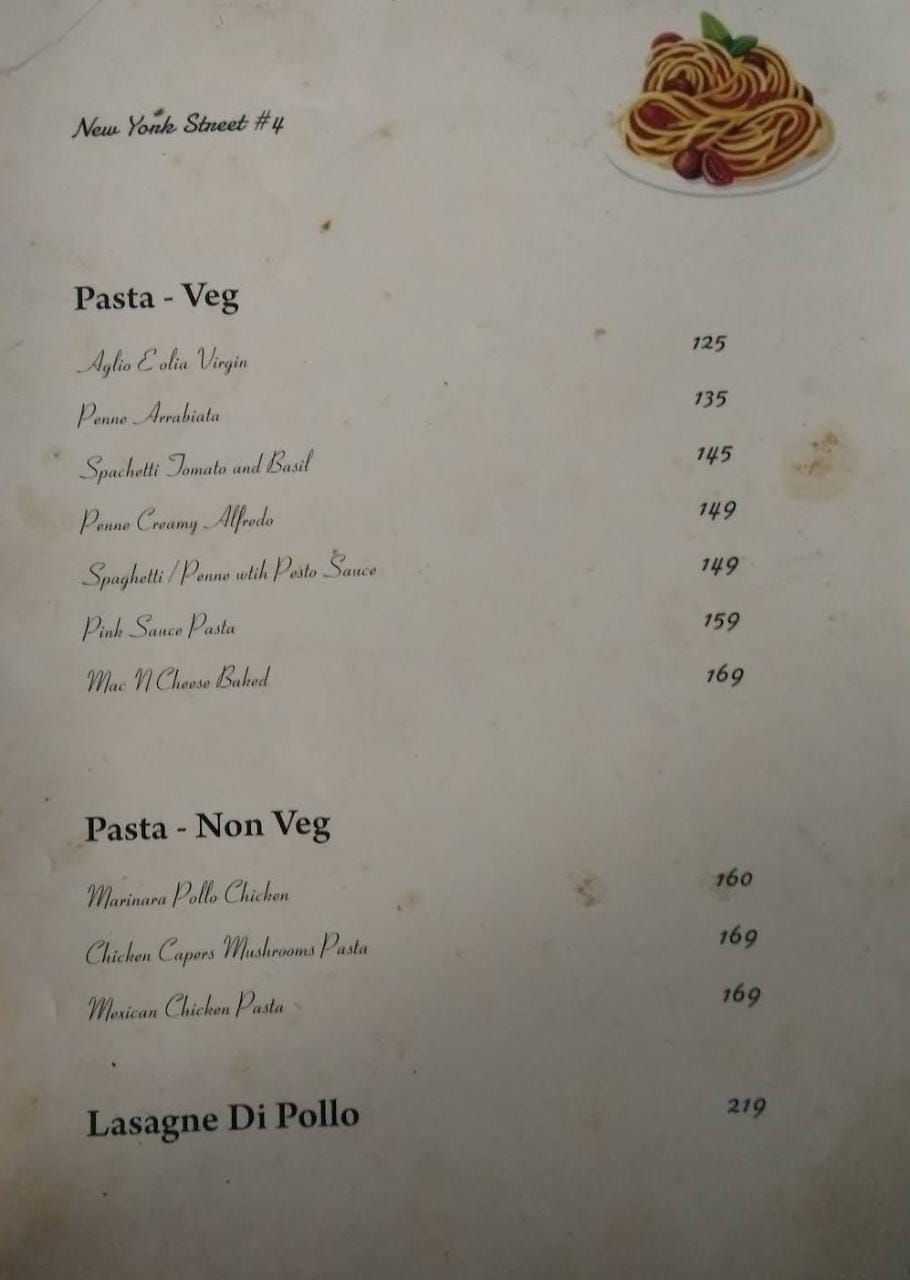 New York Street #4
Pasta - Veg
Aglio E olia Virgin 125
Penne Arrabiata 135
Spachetti Tomato and Basil 145
Penne Creamy Alfredo 149
Spaghetti / Penne wtih Pesto Sauce 149
Pink Sauce Pasta 159
Mac N Cheese Baked 169
Pasta - Non Veg
Marinara Pollo Chicken 160
Chicken Capers Mushrooms Pasta 169
Mexican Chicken Pasta 169
Lasagne Di Pollo 219